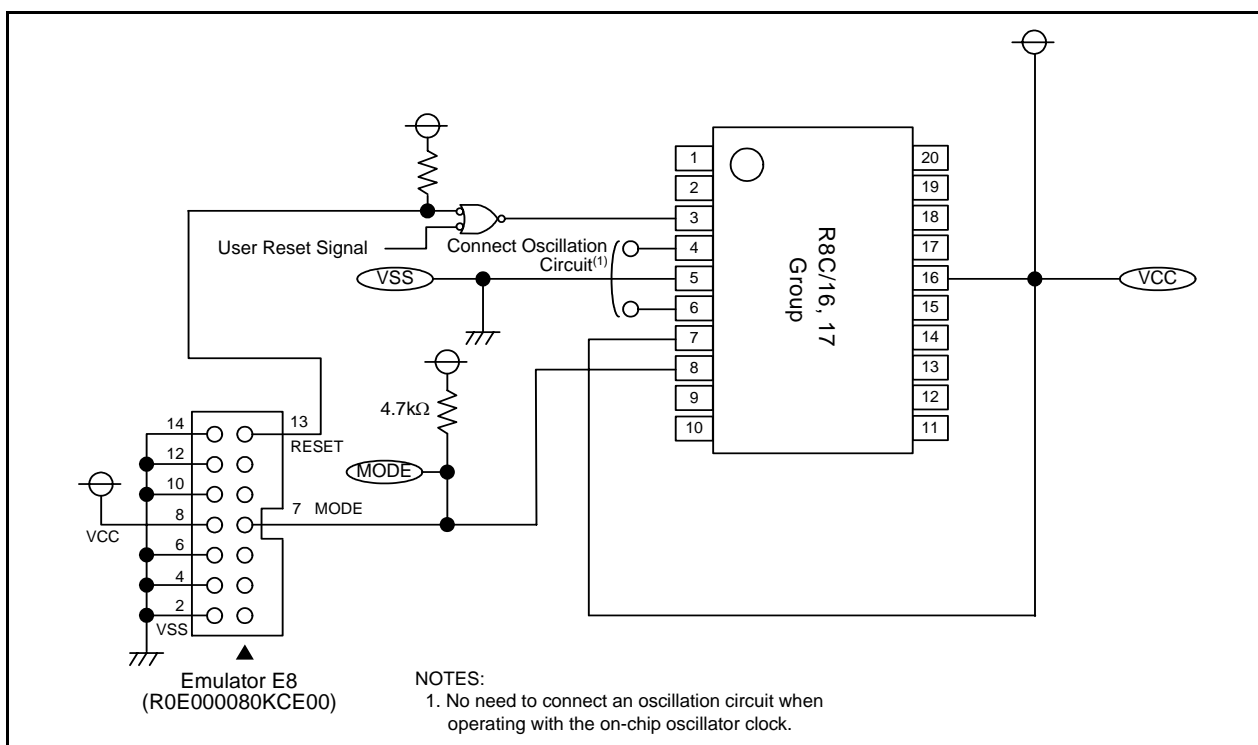 1
2
3
4
5
6
7
8
9
10
20
19
18
17
16
15
14
13
12
11
R8C/16, 17
Group
User Reset Signal
Connect Oscillation
Circuit(1)
VSS
VCC
4.7kΩ
MODE
14
12
10
8
6
4
2
13
RESET
7 MODE
VCC
VSS
Emulator E8
(R0E000080KCE00)
NOTES:
1. No need to connect an oscillation circuit when
operating with the on-chip oscillator clock.